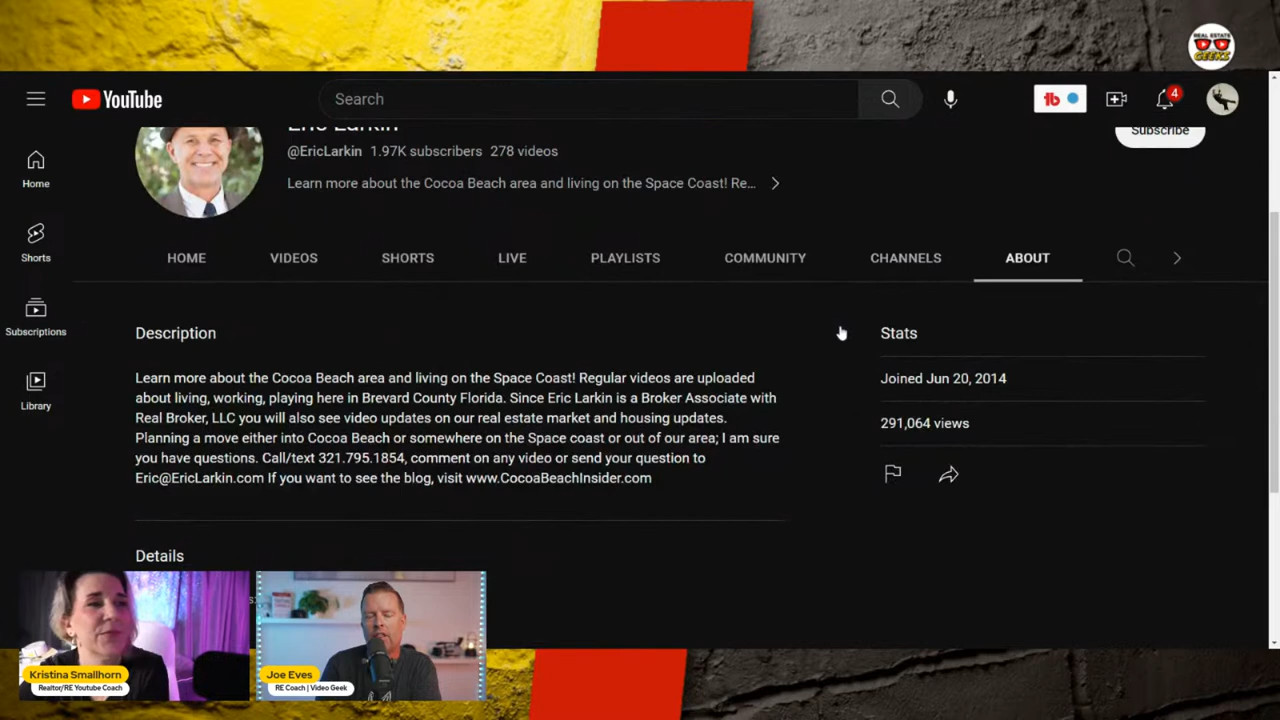 REAL ESTATE
GEEKS
YouTube
Search
tb
4
Eric Larkin
Subscribe
@EricLarkin 1.97K subscribers 278 videos
Learn more about the Cocoa Beach area and living on the Space Coast! Re...
Home
Shorts
Subscriptions
Library
HOME VIDEOS SHORTS LIVE PLAYLISTS COMMUNITY CHANNELS ABOUT
Description
Learn more about the Cocoa Beach area and living on the Space Coast! Regular videos are uploaded
about living, working, playing here in Brevard County Florida. Since Eric Larkin is a Broker Associate with
Real Broker, LLC you will also see video updates on our real estate market and housing updates.
Planning a move either into Cocoa Beach or somewhere on the Space coast or out of our area; I am sure
you have questions. Call/text 321.795.1854, comment on any video or send your question to
Eric@EricLarkin.com If you want to see the blog, visit www.CocoaBeachInsider.com
Stats
Joined Jun 20, 2014
291,064 views
Details
Kristina Smallhorn
Realtor/RE Youtube Coach
Joe Eves
RE Coach | Video Geek